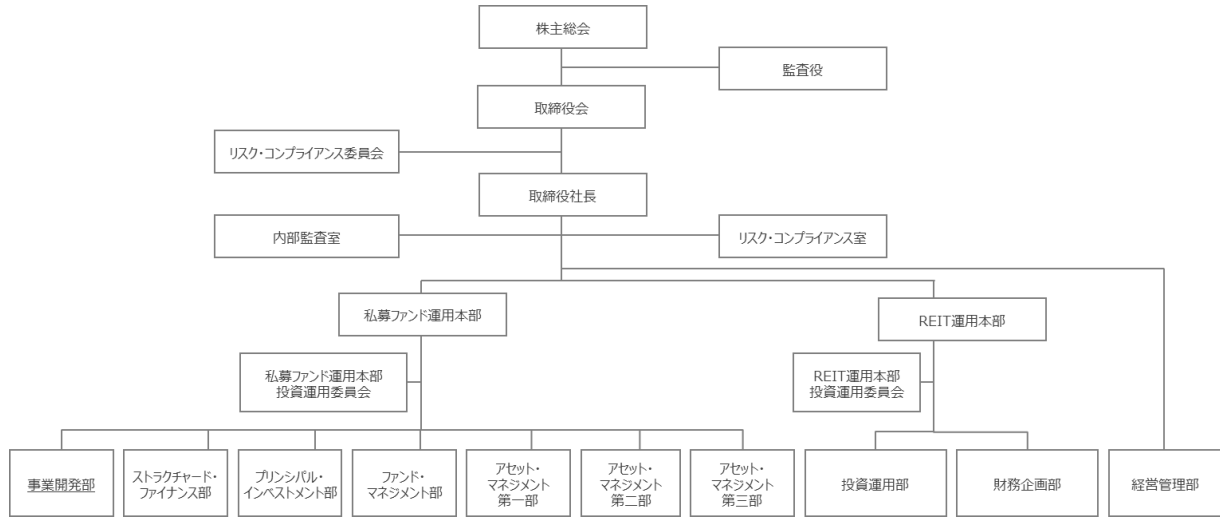 株主総会
監査役
取締役会
リスク・コンプライアンス委員会
取締役社長
内部監査室
リスク・コンプライアンス室
私募ファンド運用本部
REIT運用本部
私募ファンド運用本部
投資運用委員会
REIT運用本部
投資運用委員会
事業開発部
ストラクチャード・
ファイナンス部
プリンシパル・
インベストメント部
ファンド・
マネジメント部
アセット・
マネジメント
第一部
アセット・
マネジメント
第二部
アセット・
マネジメント
第三部
投資運用部
財務企画部
経営管理部